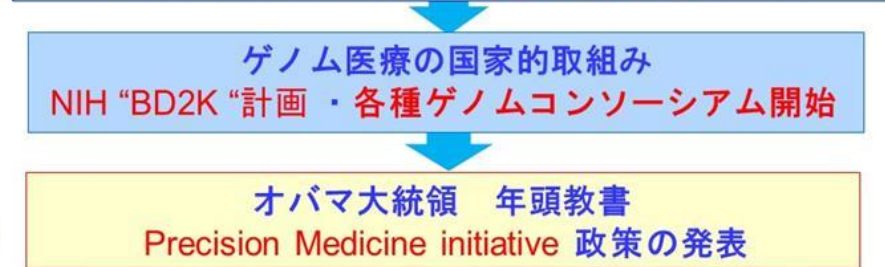 ゲノム医療の国家的取組み
NIH “BD2K “計画 ・各種ゲノムコンソーシアム開始
オバマ大統領　年頭教書
Precision Medicine initiative 政策の発表